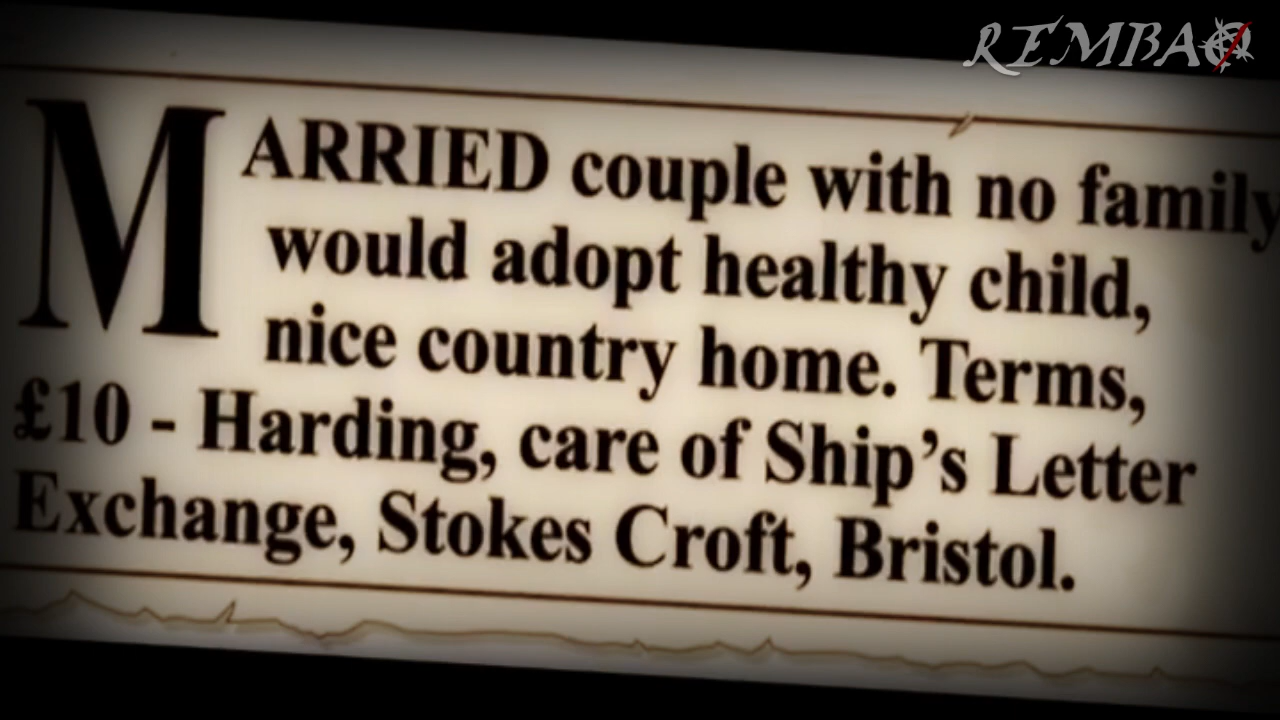 REMBAO
MARRIED couple with no family
would adopt healthy child,
nice country home. Terms,
£10 - Harding, care of Ship’s Letter
Exchange, Stokes Croft, Bristol.